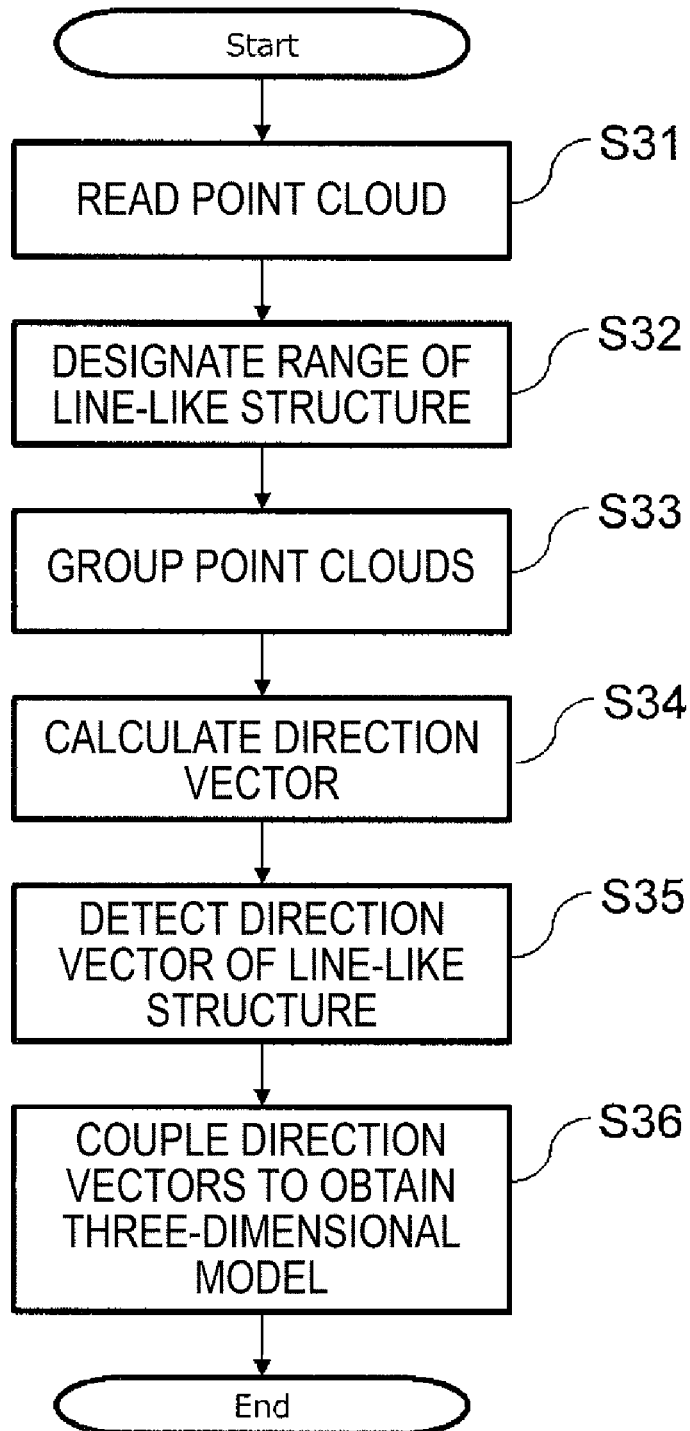 Start
S31
READ POINT CLOUD
S32
DESIGNATE RANGE OF
LINE-LIKE STRUCTURE
S33
GROUP POINT CLOUDS
S34
CALCULATE DIRECTION
VECTOR
S35
DETECT DIRECTION
VECTOR OF LINE-LIKE
STRUCTURE
S36
COUPLE DIRECTION
VECTORS TO OBTAIN
THREE-DIMENSIONAL
MODEL
End